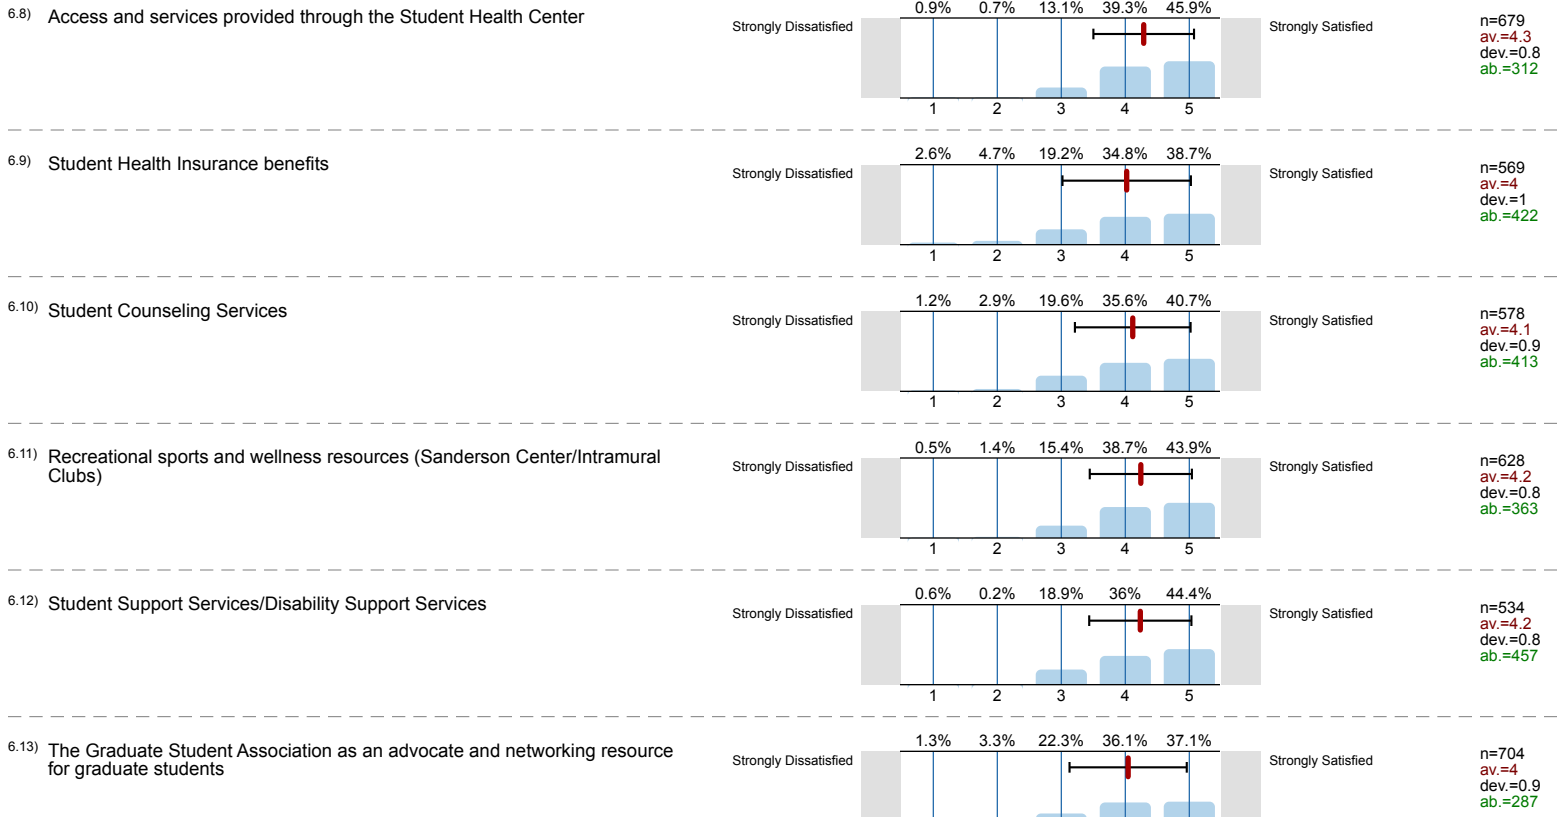 6.8) Access and services provided through the Student Health Center
0.9% 0.7% 13.1% 39.3% 45.9%
Strongly Dissatisfied
Strongly Satisfied
1 2 3 4 5
n=679
av.=4.3
dev.=0.8
ab.=312
6.9) Student Health Insurance benefits
2.6% 4.7% 19.2% 34.8% 38.7%
Strongly Dissatisfied
Strongly Satisfied
1 2 3 4 5
n=569
av.=4
dev.=1
ab.=422
6.10) Student Counseling Services
1.2% 2.9% 19.6% 35.6% 40.7%
Strongly Dissatisfied
Strongly Satisfied
1 2 3 4 5
n=578
av.=4.1
dev.=0.9
ab.=413
6.11) Recreational sports and wellness resources (Sanderson Center/Intramural
Clubs)
0.5% 1.4% 15.4% 38.7% 43.9%
Strongly Dissatisfied
Strongly Satisfied
1 2 3 4 5
n=628
av.=4.2
dev.=0.8
ab.=363
6.12) Student Support Services/Disability Support Services
0.6% 0.2% 18.9% 36% 44.4%
Strongly Dissatisfied
Strongly Satisfied
1 2 3 4 5
n=534
av.=4.2
dev.=0.8
ab.=457
6.13) The Graduate Student Association as an advocate and networking resource
for graduate students
1.3% 3.3% 22.3% 36.1% 37.1%
Strongly Dissatisfied
Strongly Satisfied
n=704
av.=4
dev.=0.9
ab.=287